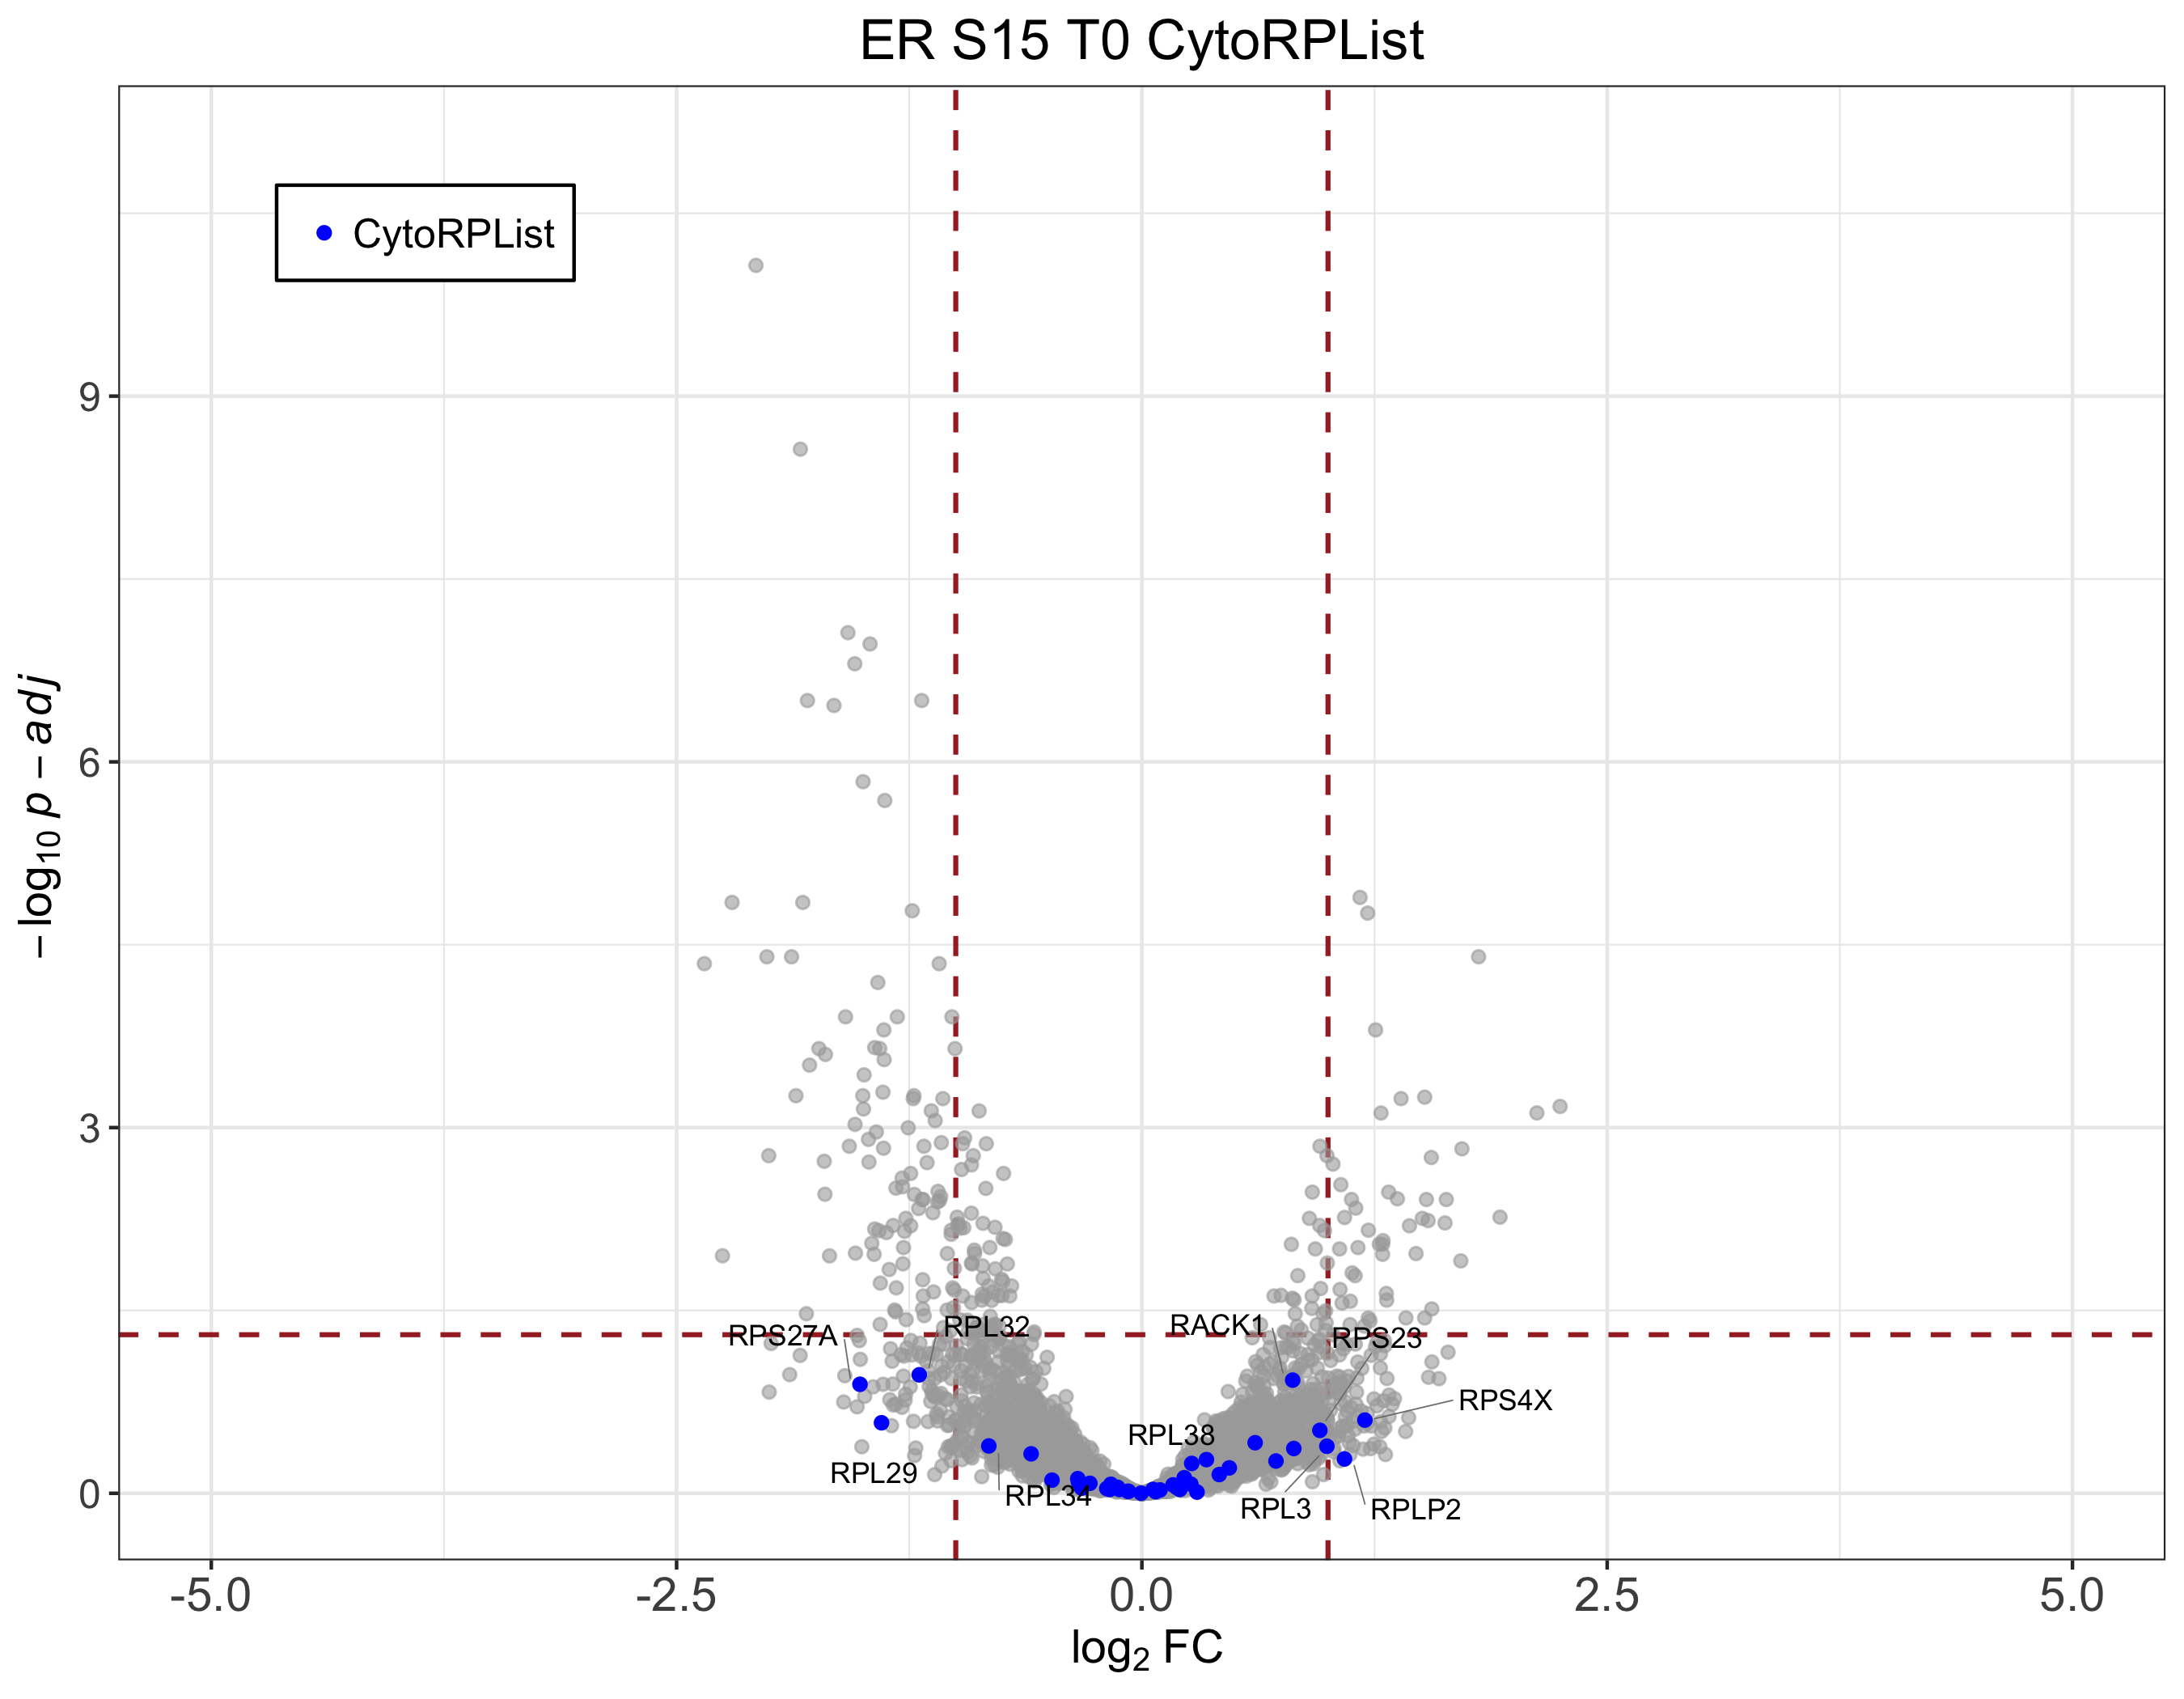 ER S15 T0 CytoRPList
CytoRPList
9
6
3
0
−log10 p − adj
RPS27A
RPL32
RACK1
RPS23
RPS4X
RPL38
RPL29
RPL34
RPL3
RPLP2
-5.0
-2.5
0.0
2.5
5.0
log2 FC